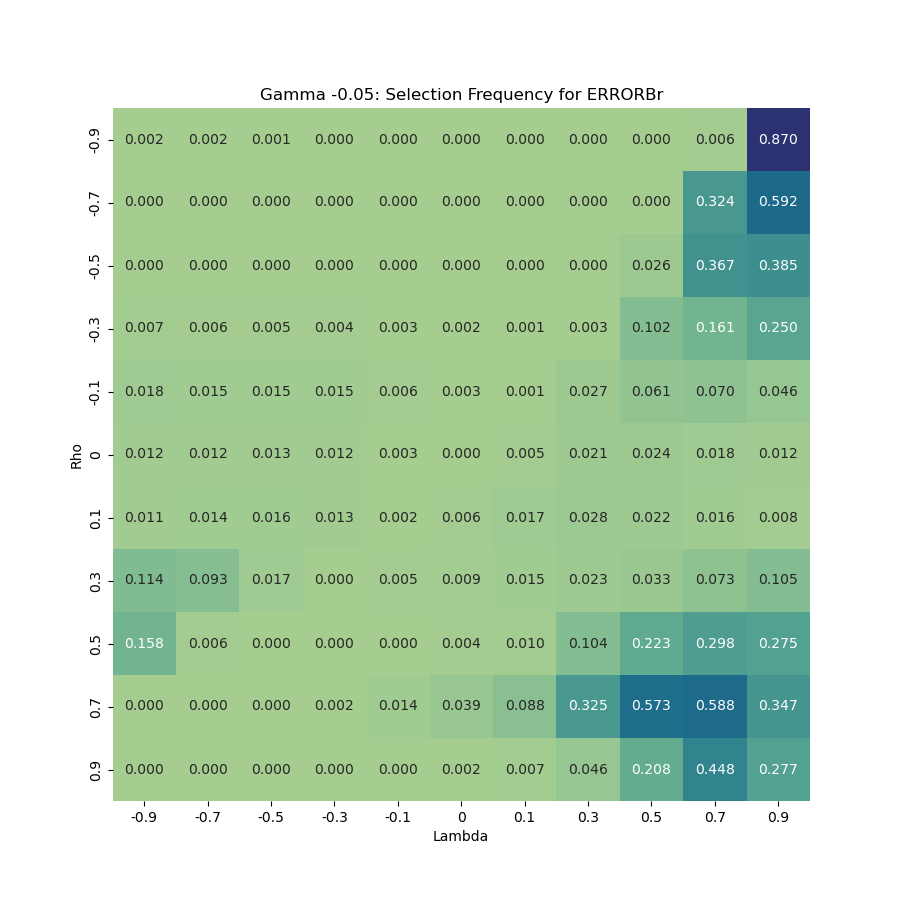 Gamma -0.05: Selection Frequency for ERRORBr
-0.9 0.002 0.002 0.001 0.000 0.000 0.000 0.000 0.000 0.000 0.006 0.870
-0.7 0.000 0.000 0.000 0.000 0.000 0.000 0.000 0.000 0.000 0.324 0.592
-0.5 0.000 0.000 0.000 0.000 0.000 0.000 0.000 0.000 0.026 0.367 0.385
-0.3 0.007 0.006 0.005 0.004 0.003 0.002 0.001 0.003 0.102 0.161 0.250
-0.1 0.018 0.015 0.015 0.015 0.006 0.003 0.001 0.027 0.061 0.070 0.046
Rho
0 0.012 0.012 0.013 0.012 0.003 0.000 0.005 0.021 0.024 0.018 0.012
0.1 0.011 0.014 0.016 0.013 0.002 0.006 0.017 0.028 0.022 0.016 0.008
0.3 0.114 0.093 0.017 0.000 0.005 0.009 0.015 0.023 0.033 0.073 0.105
0.5 0.158 0.006 0.000 0.000 0.000 0.004 0.010 0.104 0.223 0.298 0.275
0.7 0.000 0.000 0.000 0.002 0.014 0.039 0.088 0.325 0.573 0.588 0.347
0.9 0.000 0.000 0.000 0.000 0.000 0.002 0.007 0.046 0.208 0.448 0.277
-0.9 -0.7 -0.5 -0.3 -0.1 0 0.1 0.3 0.5 0.7 0.9
Lambda